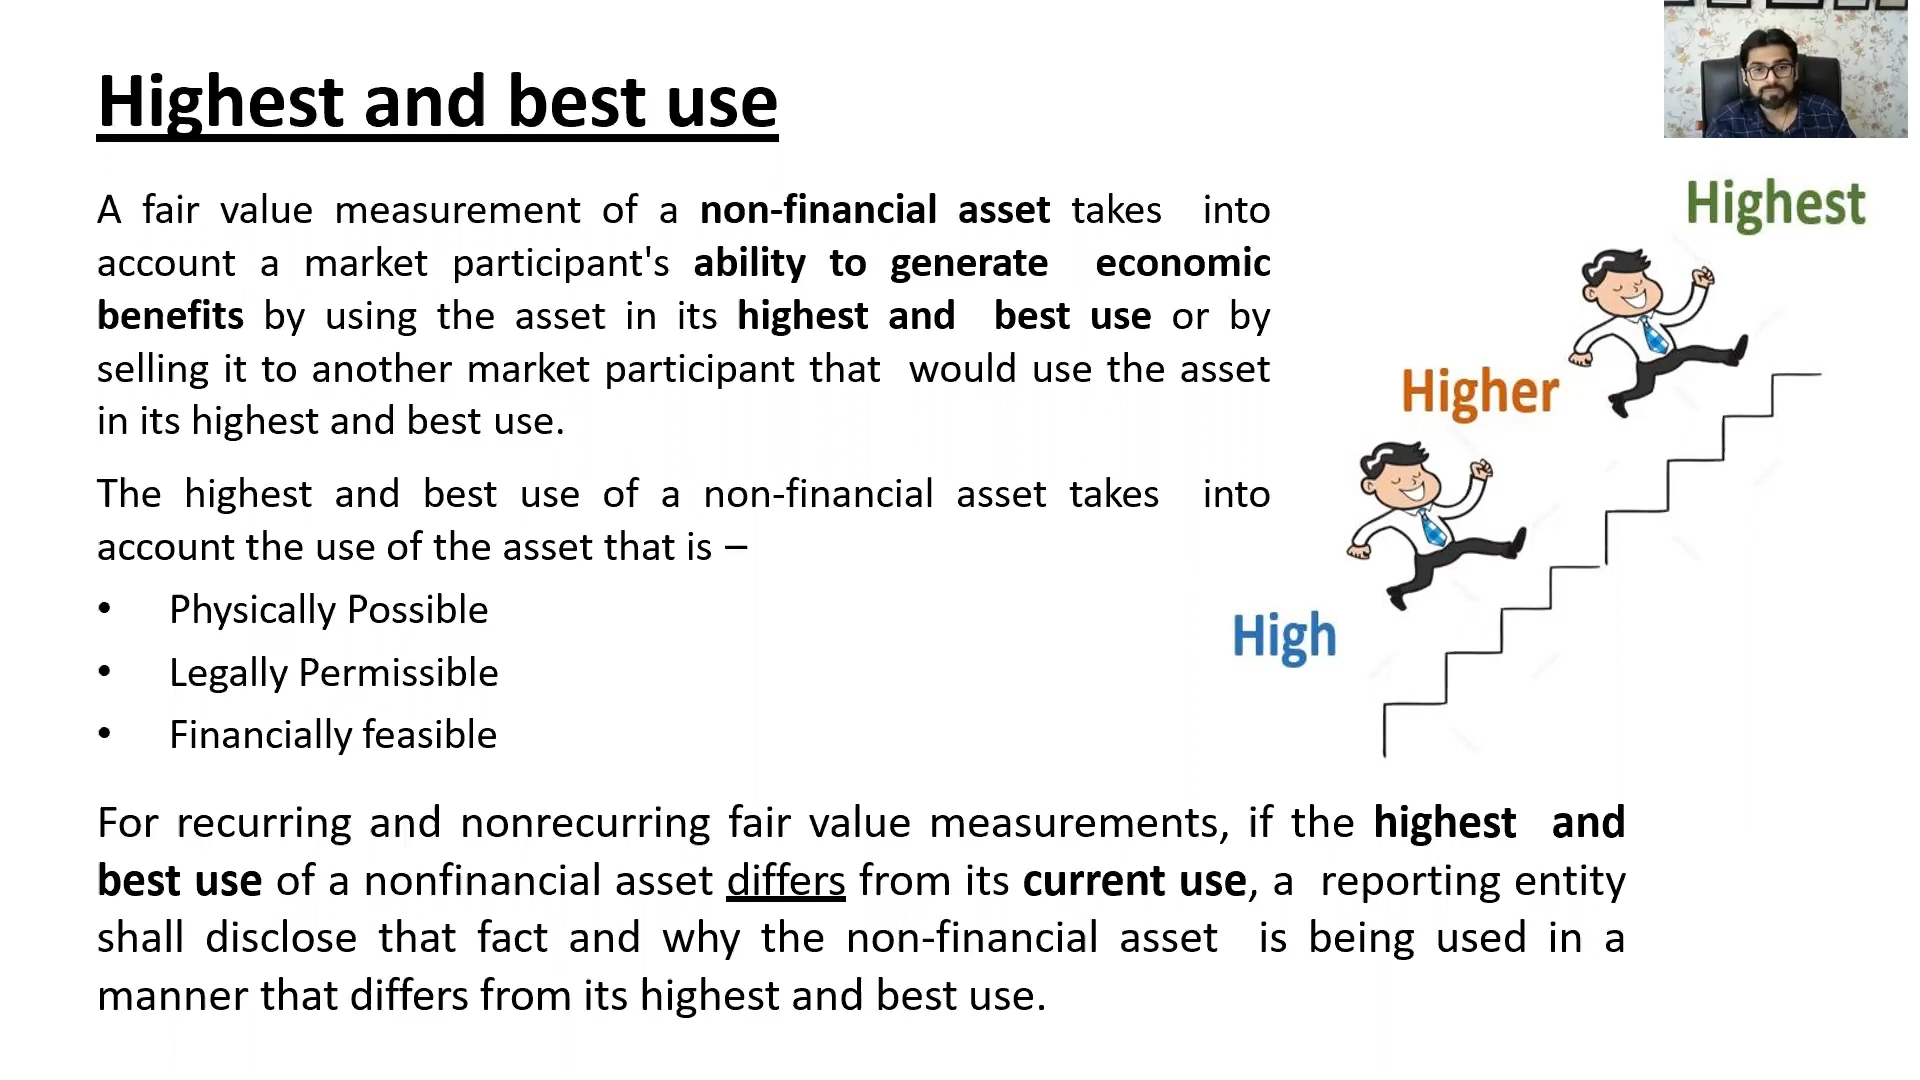 Highest and best use
A fair value measurement of a non-financial asset takes into
account a market participant's ability to generate economic
benefits by using the asset in its highest and best use or by
selling it to another market participant that would use the asset
in its highest and best use.
The highest and best use of a non-financial asset takes into
account the use of the asset that is –
• Physically Possible
• Legally Permissible
• Financially feasible
For recurring and nonrecurring fair value measurements, if the highest and
best use of a nonfinancial asset differs from its current use, a reporting entity
shall disclose that fact and why the non-financial asset is being used in a
manner that differs from its highest and best use.
Highest
Higher
High